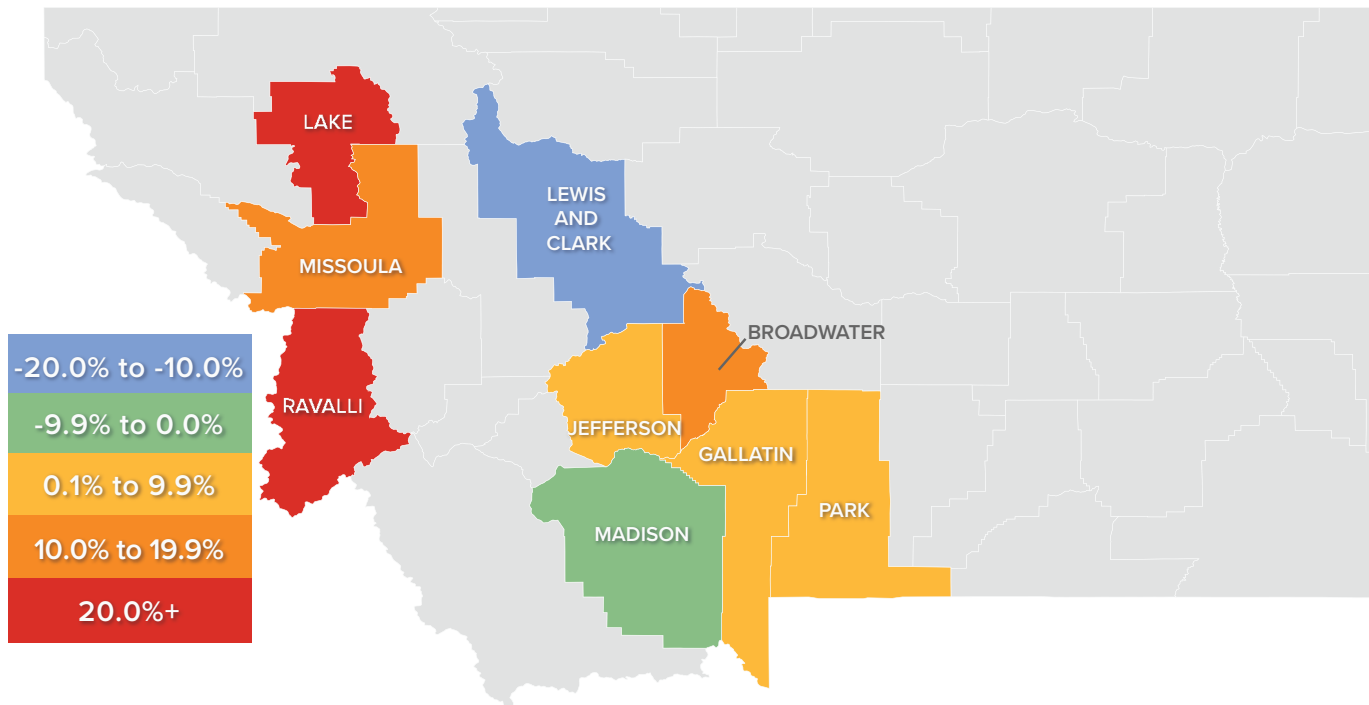 LAKE
LEWIS
AND
CLARK
MISSOULA
BROADWATER
RAVALLI
JEFFERSON
GALLATIN
PARK
MADISON
-20.0% to -10.0%
-9.9% to 0.0%
0.1% to 9.9%
10.0% to 19.9%
20.0%+